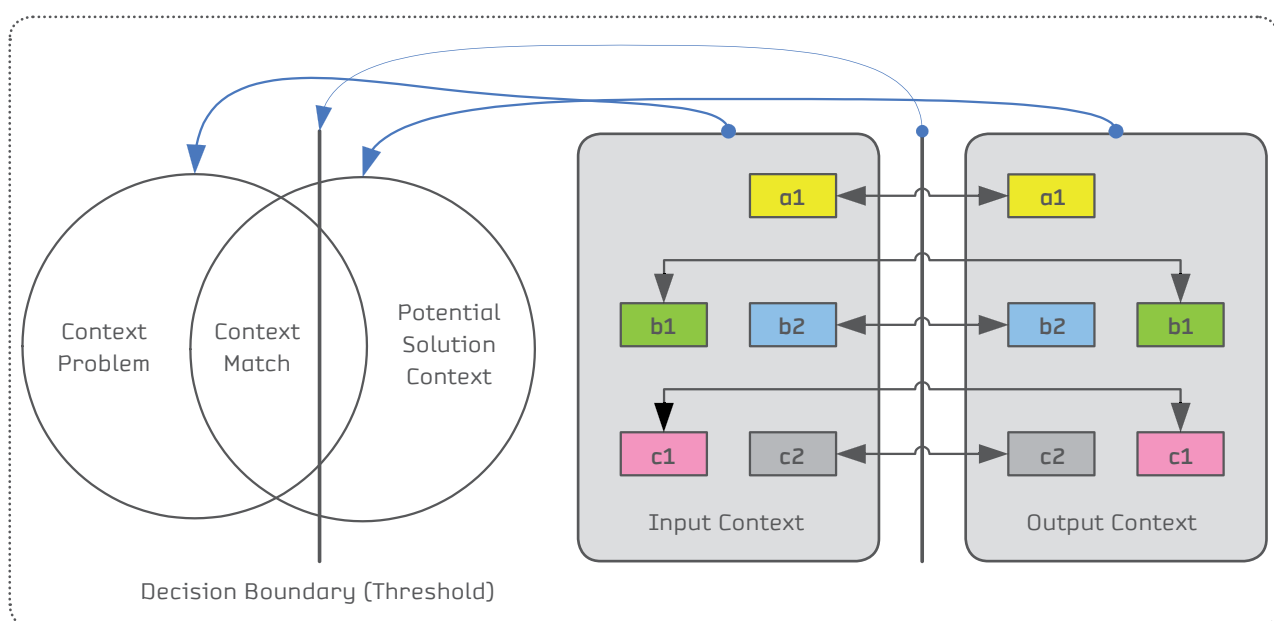 Context
Problem
Context
Match
Potential
Solution
Context
Decision Boundary (Threshold)
a1
b1 b2
c1 c2
Input Context
a1
b2 b1
c2 c1
Output Context